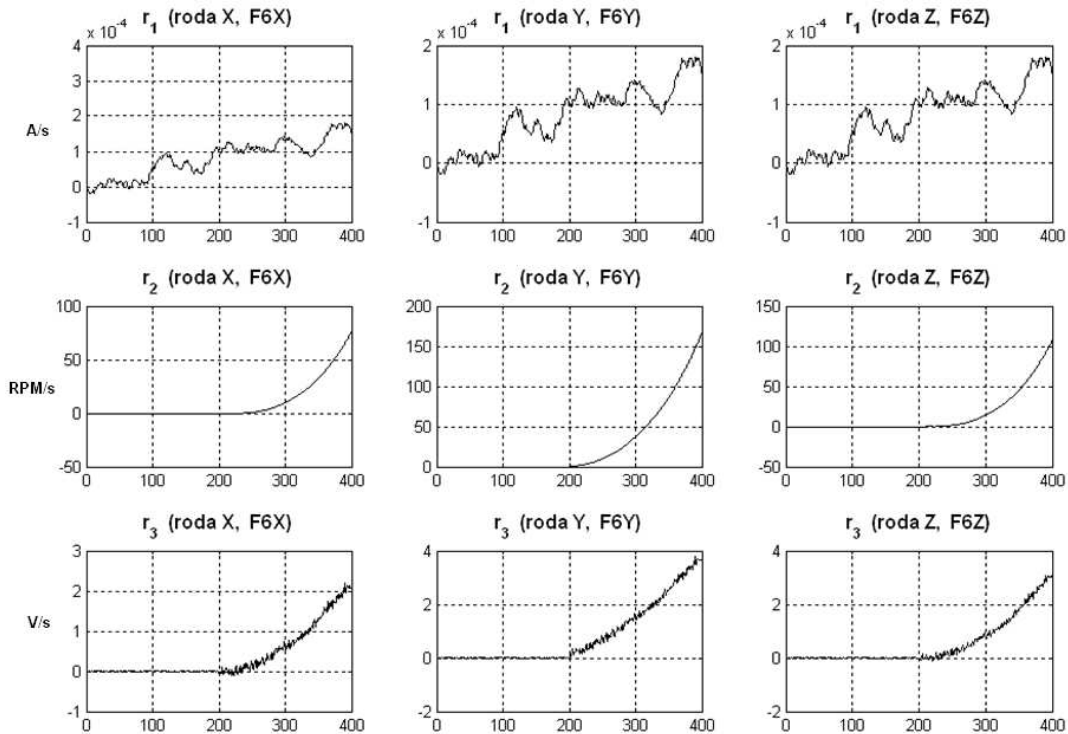 r1 (roda X, F6X)
r1 (roda Y, F6Y)
r1 (roda Z, F6Z)
x 10-4
x 10-4
x 10-4
A/s
4
3
2
1
0
-1
0 100 200 300 400
2
1
0
-1
0 100 200 300 400
2
1
0
-1
0 100 200 300 400
r2 (roda X, F6X)
r2 (roda Y, F6Y)
r2 (roda Z, F6Z)
RPM/s
100
50
0
-50
0 100 200 300 400
200
150
100
50
0
0 100 200 300 400
150
100
50
0
-50
0 100 200 300 400
r3 (roda X, F6X)
r3 (roda Y, F6Y)
r3 (roda Z, F6Z)
V/s
3
2
1
0
-1
0 100 200 300 400
4
2
0
-2
0 100 200 300 400
4
2
0
-2
0 100 200 300 400